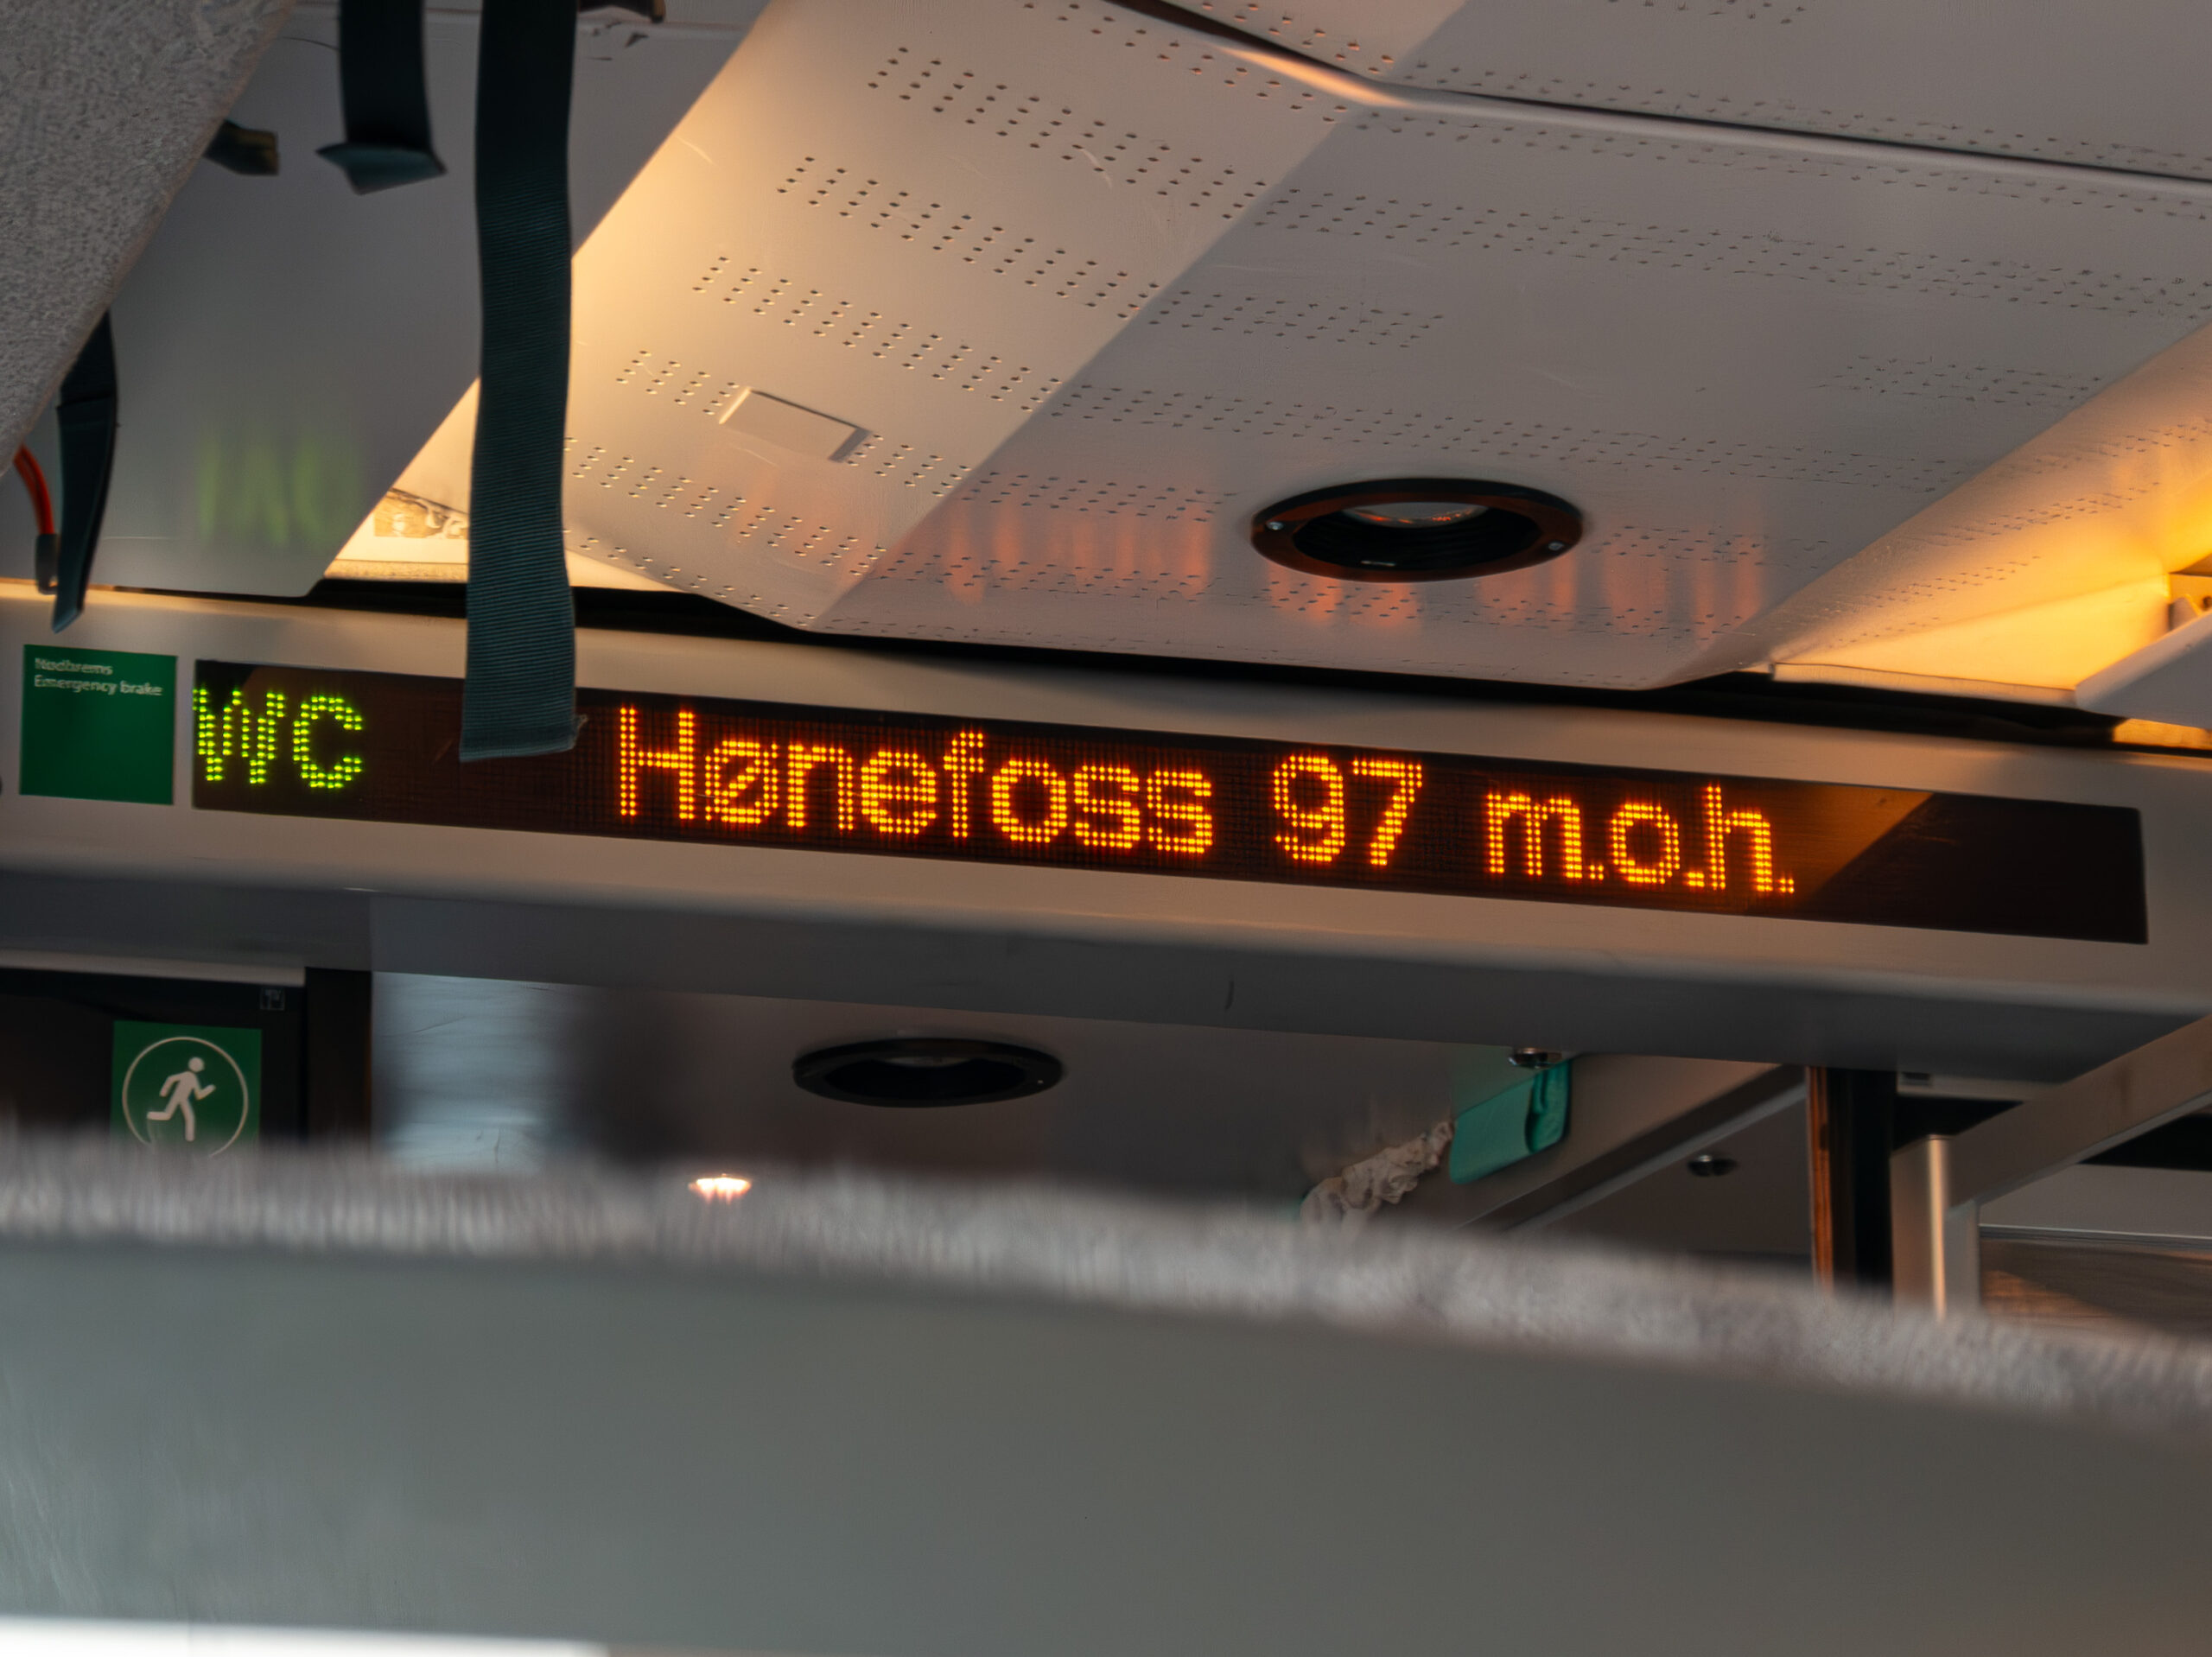 Nødbrems
Emergency brake
WC Hønefoss 97 m.o.h.